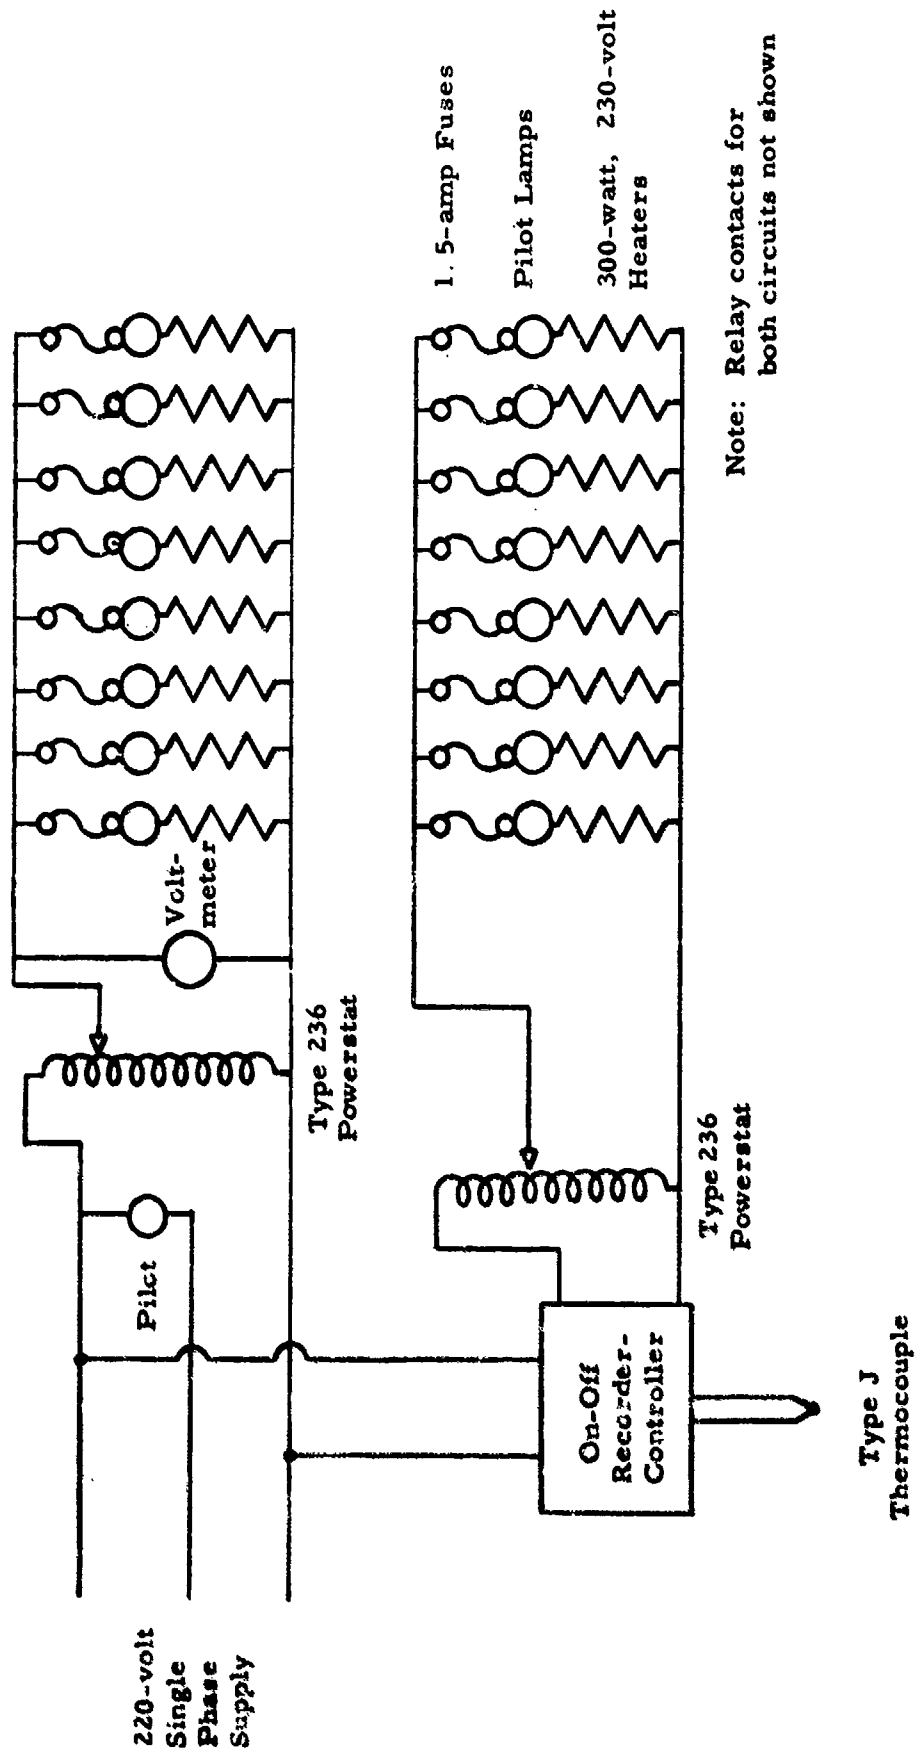 220-volt
Single
Phase
Supply
Pilot
Volt-
meter
Type 236
Powerstat
1.5-amp Fuses
Pilot Lamps
300-watt, 230-volt
Heaters
On-Off
Recorder-
Controller
Type 236
Powerstat
Type J
Thermocouple
Note: Relay contacts for
both circuits not shown